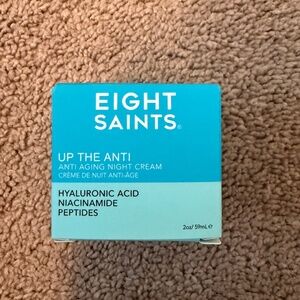 EIGHT
SAINTS®
UP THE ANTI
ANTI AGING NIGHT CREAM
CRÈME DE NUIT ANTI-ÂGE
HYALURONIC ACID
NIACINAMIDE
PEPTIDES
2oz/ 59mL ℮